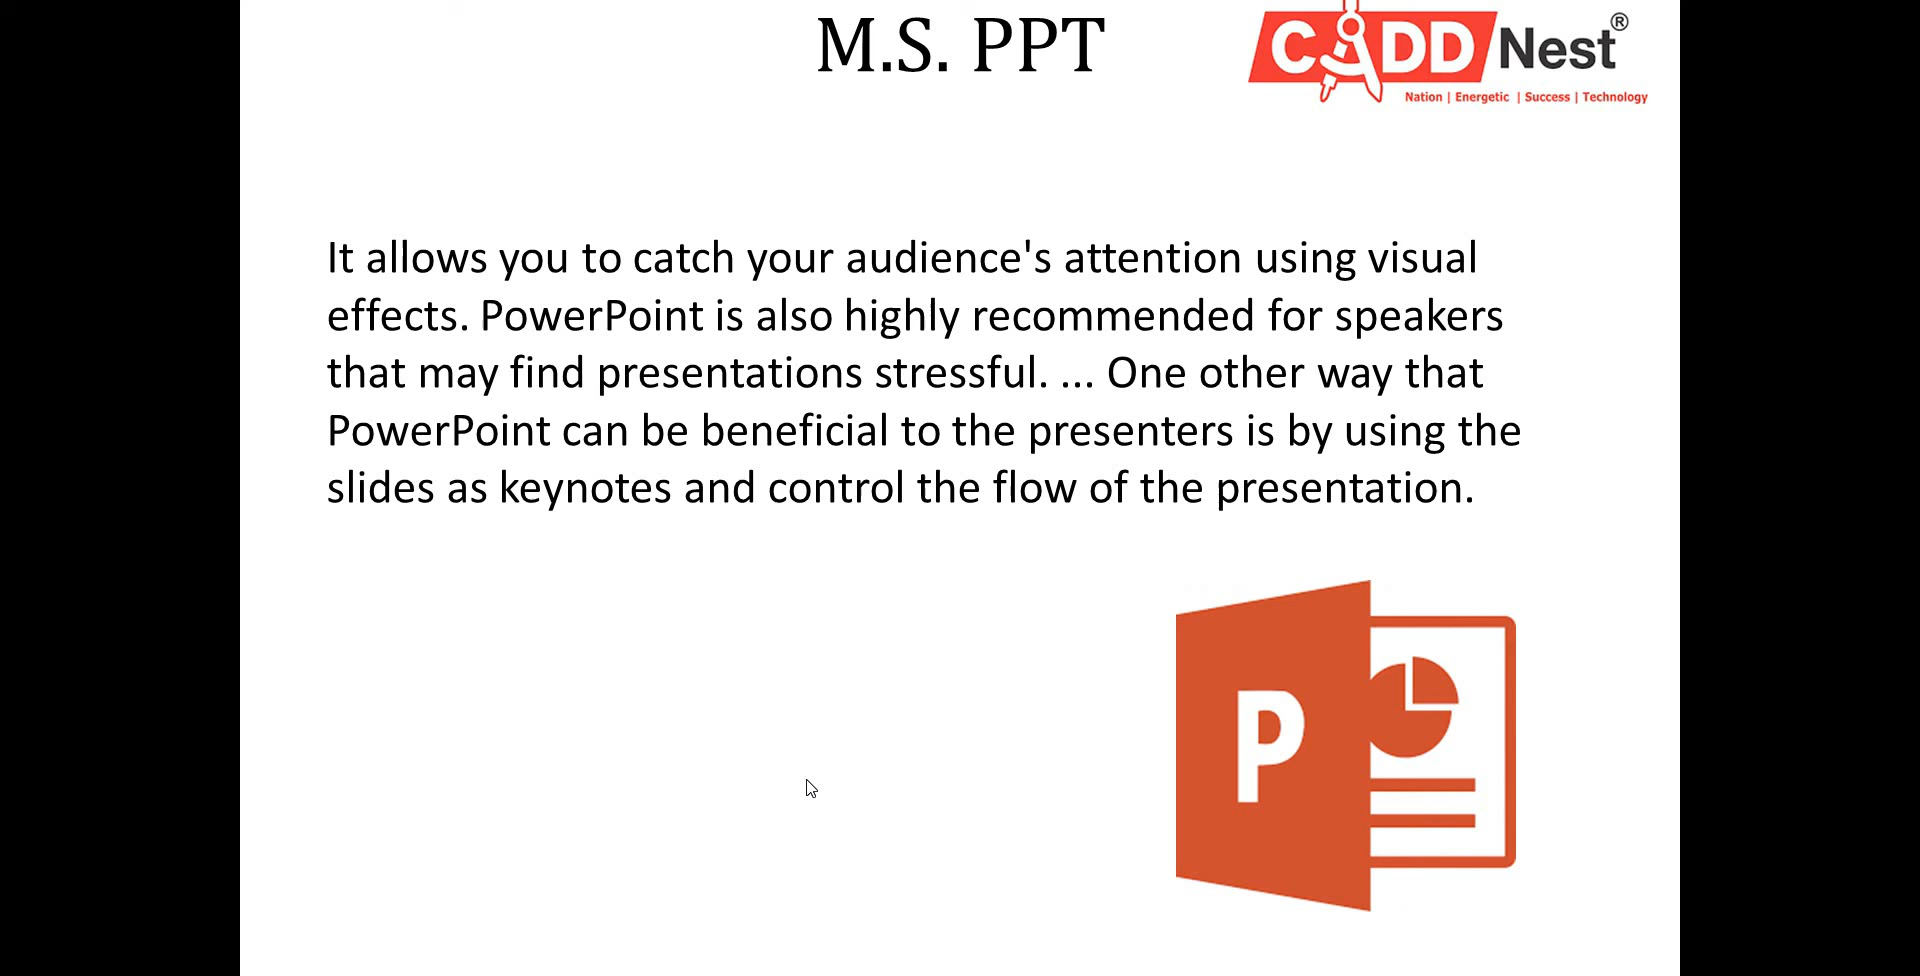 M.S. PPT
CADD Nest®
Nation | Energetic | Success | Technology
It allows you to catch your audience's attention using visual
effects. PowerPoint is also highly recommended for speakers
that may find presentations stressful. ... One other way that
PowerPoint can be beneficial to the presenters is by using the
slides as keynotes and control the flow of the presentation.
P